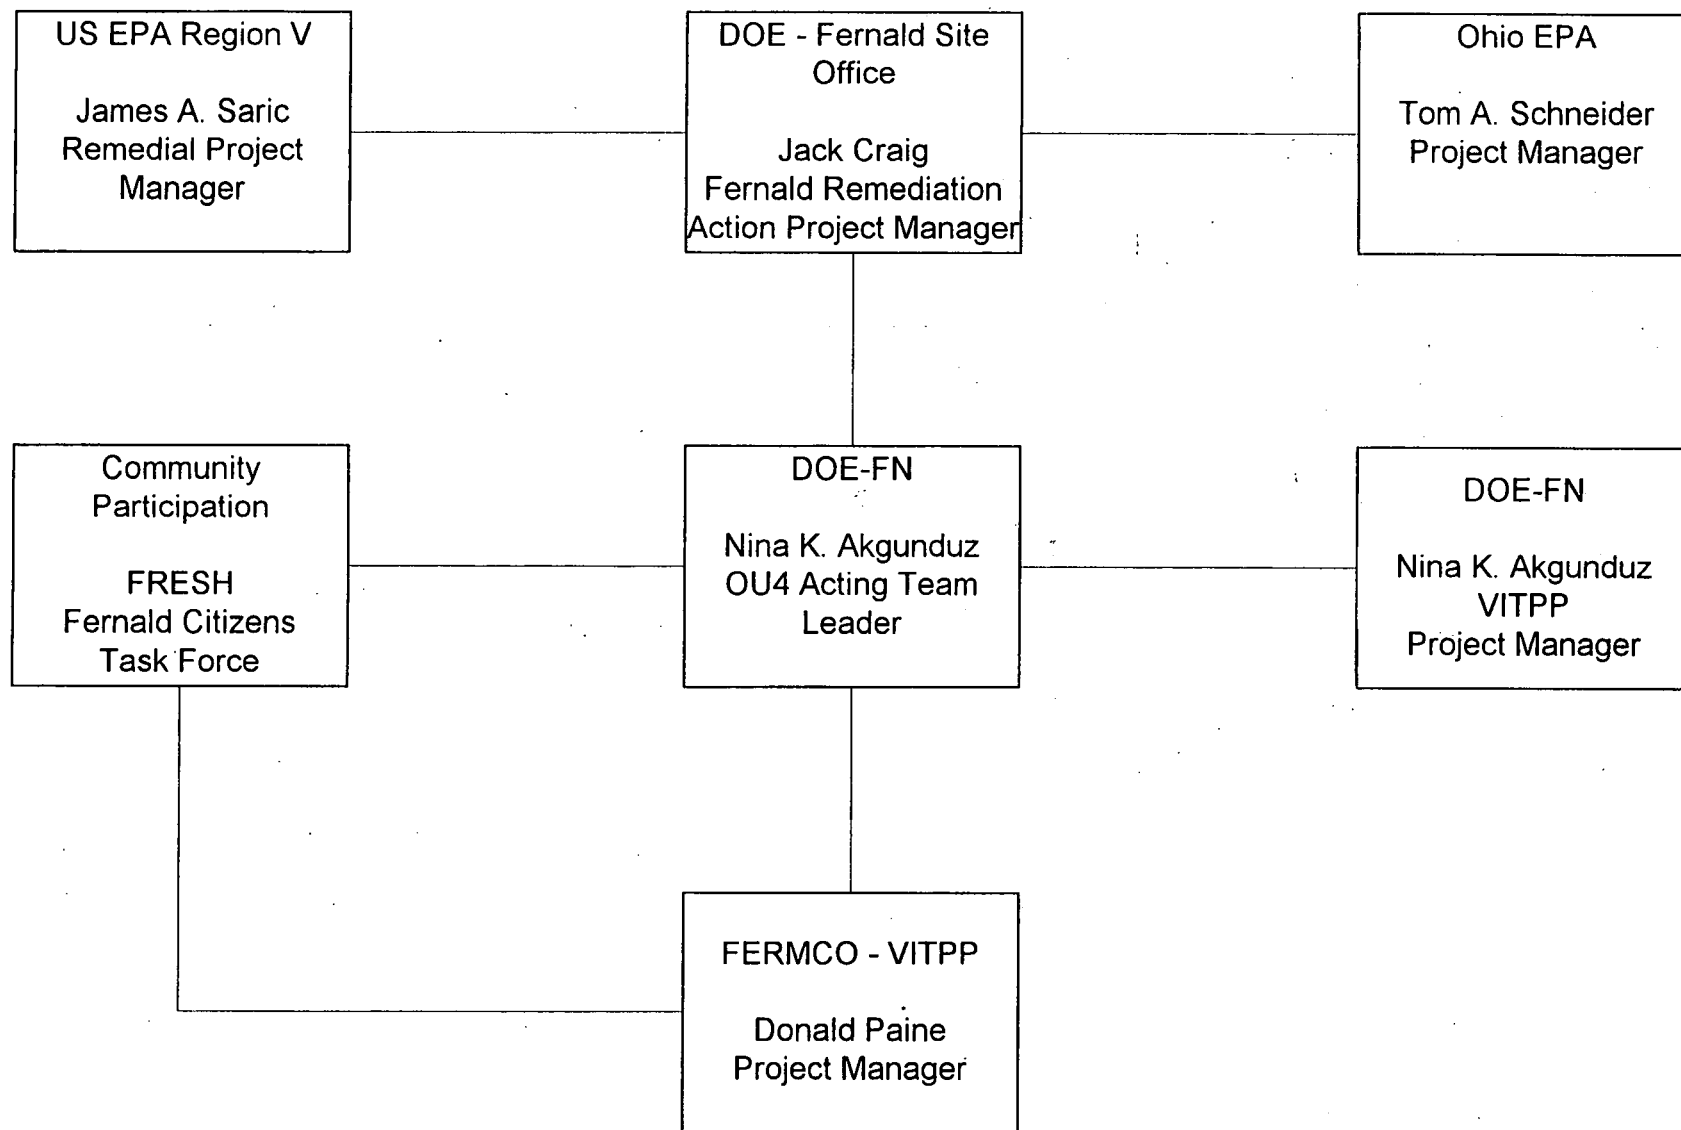 US EPA Region V
James A. Saric
Remedial Project
Manager
DOE - Fernald Site
Office
Jack Craig
Fernald Remediation
Action Project Manager
Ohio EPA
Tom A. Schneider
Project Manager
Community
Participation
FRESH
Fernald Citizens
Task Force
DOE-FN
Nina K. Akgunduz
OU4 Acting Team
Leader
DOE-FN
Nina K. Akgunduz
VITPP
Project Manager
FERMCO - VITPP
Donald Paine
Project Manager